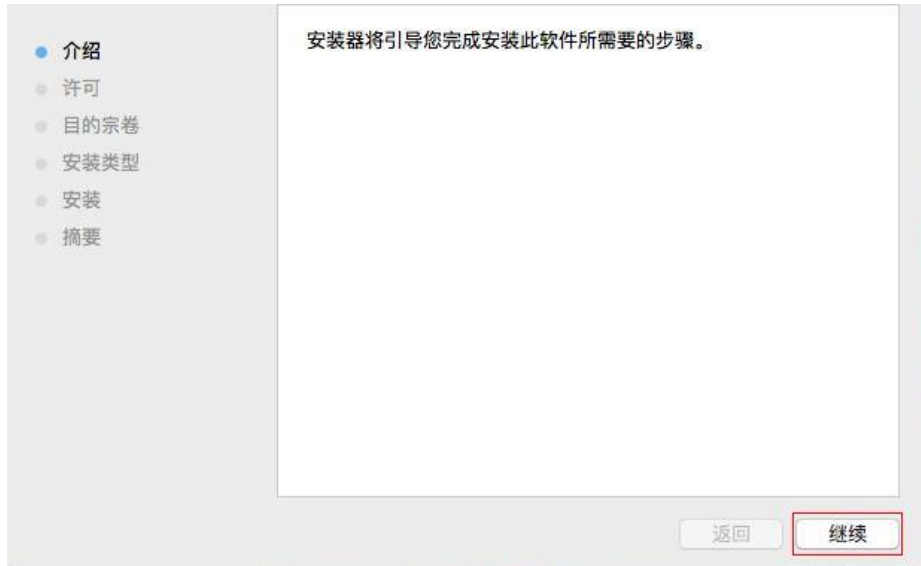 介绍
许可
目的宗卷
安装类型
安装
摘要
安装器将引导您完成安装此软件所需要的步骤。
返回
继续